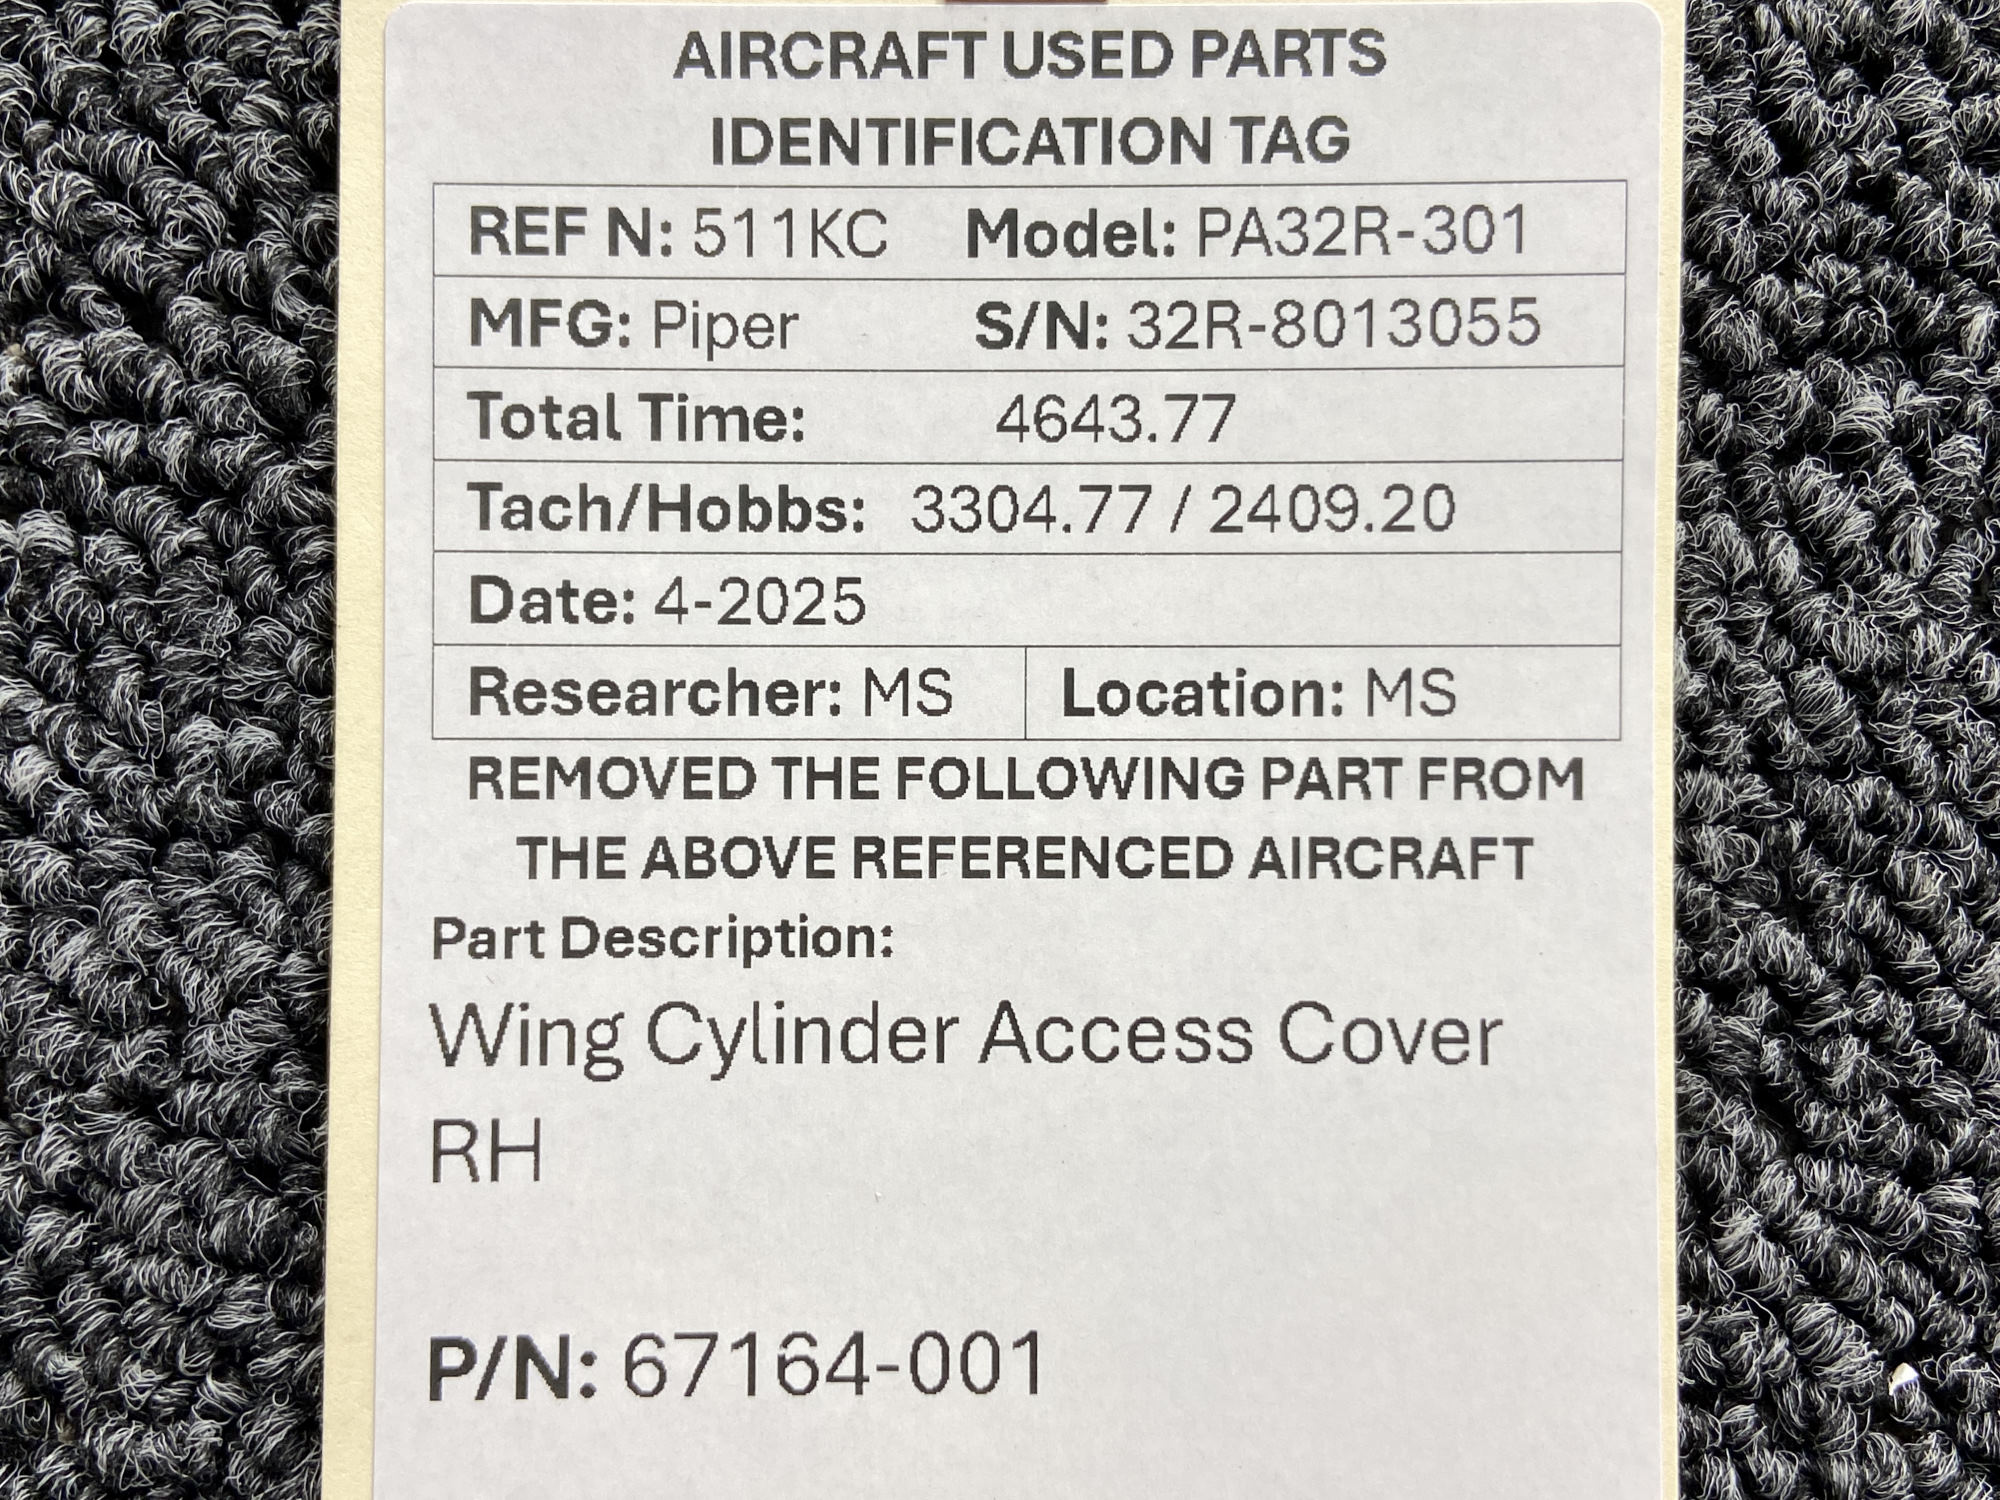 AIRCRAFT USED PARTS
IDENTIFICATION TAG
REF N: 511KC Model: PA32R-301
MFG: Piper S/N: 32R-8013055
Total Time: 4643.77
Tach/Hobbs: 3304.77 / 2409.20
Date: 4-2025
Researcher: MS Location: MS
REMOVED THE FOLLOWING PART FROM
THE ABOVE REFERENCED AIRCRAFT
Part Description:
Wing Cylinder Access Cover
RH
P/N: 67164-001